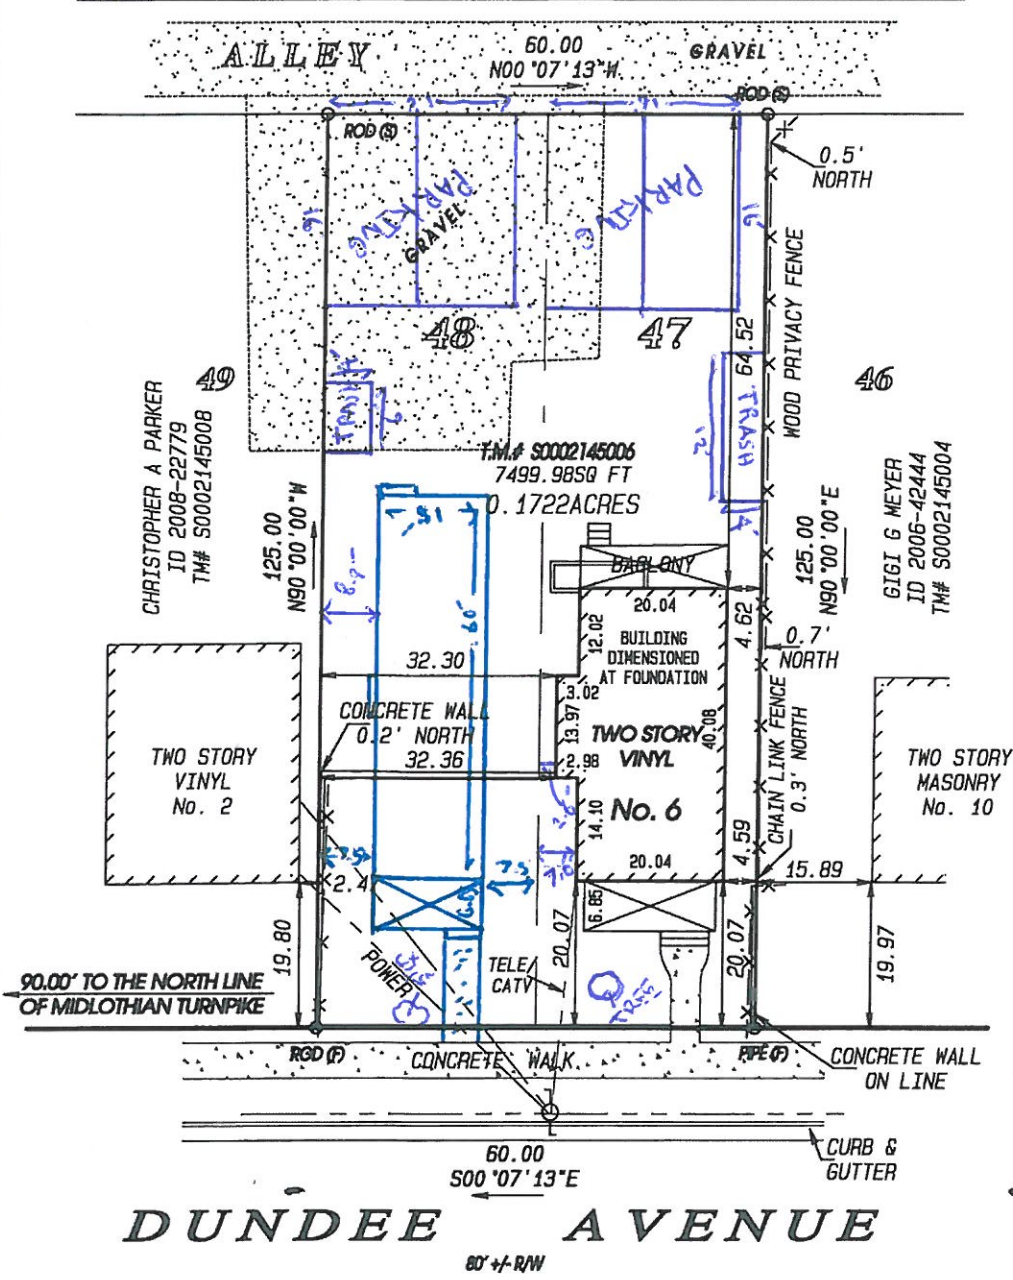 ALLEY
60.00
N00°07'13"W
GRAVEL
ROD (S)
ROD (S)
0.5'
NORTH
PARKING
GRAVEL
PARKING
16'
16'
WOOD PRIVACY FENCE
48
47
64.52
49
46
CHRISTOPHER A PARKER
ID 2008-22779
TM# S0002145008
TRASH
TRASH
12'
4'
T.M.# S0002145006
7499.98SQ FT
0.1722ACRES
GIGI G MEYER
ID 2006-42444
TM# S0002145004
125.00
N90°00'00"W
125.00
N90°00'00"E
BALCONY
20.04
12.02
BUILDING
DIMENSIONED
AT FOUNDATION
4.62
0.7'
NORTH
60'
32.30
3.02
13.97
CONCRETE WALL
0.2' NORTH
32.36
2.98
TWO STORY
VINYL
No. 6
40.08
CHAIN LINK FENCE
0.3' NORTH
TWO STORY
VINYL
No. 2
TWO STORY
MASONRY
No. 10
14.10
20.04
4.59
15.89
7.5
2.4
7.5
6.85
19.80
20.07
20.07
19.97
POWER
TELE/
CATV
TREE
90.00' TO THE NORTH LINE
OF MIDLOTHIAN TURNPIKE
ROD (F)
CONCRETE WALK
PIPE (F)
CONCRETE WALL
ON LINE
60.00
S00°07'13"E
CURB &
GUTTER
DUNDEE AVENUE
80' +/- R/W